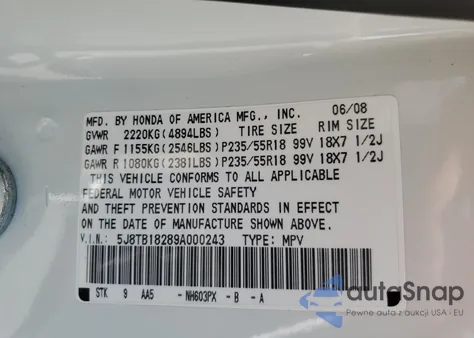 MFD. BY HONDA OF AMERICA MFG., INC. 06/08
GVWR 2220KG(4894LBS) TIRE SIZE RIM SIZE
GAWR F 1155KG(2546LBS) P235/55R18 99V 18X7 1/2J
GAWR R 1080KG(2381LBS) P235/55R18 99V 18X7 1/2J
THIS VEHICLE CONFORMS TO ALL APPLICABLE
FEDERAL MOTOR VEHICLE SAFETY
AND THEFT PREVENTION STANDARDS IN EFFECT
ON THE DATE OF MANUFACTURE SHOWN ABOVE.
V.I.N.: 5J8TB18289A000243 TYPE: MPV
STK 9 AA5 -NH603PX -B -A
autoSnap
Pewne auta z aukcji USA i EU